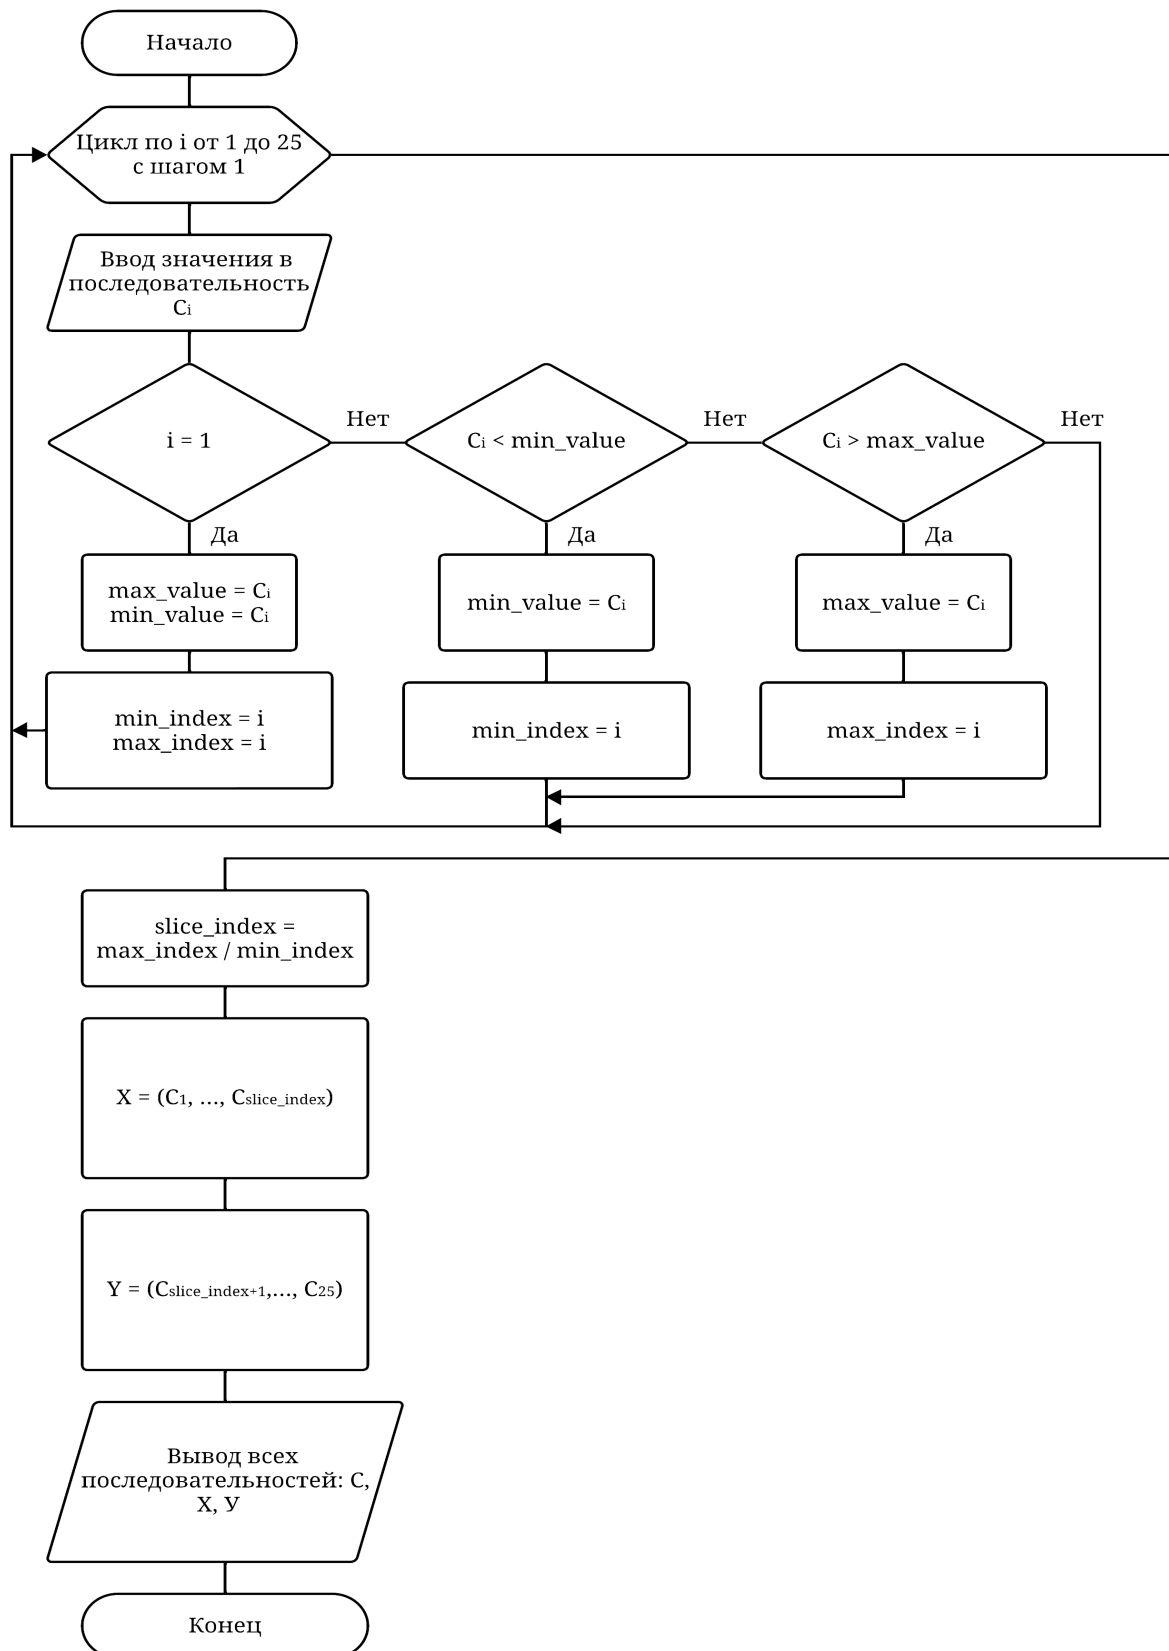 Начало
Цикл по i от 1 до 25
с шагом 1
Ввод значения в
последовательность
Ci
i = 1
Нет
Ci < min_value
Нет
Ci > max_value
Нет
Да
Да
Да
max_value = Ci
min_value = Ci
min_value = Ci
max_value = Ci
min_index = i
max_index = i
min_index = i
max_index = i
slice_index =
max_index / min_index
X = (C1, ..., Cslice_index)
Y = (Cslice_index+1,..., C25)
Вывод всех
последовательностей: С,
Х, У
Конец